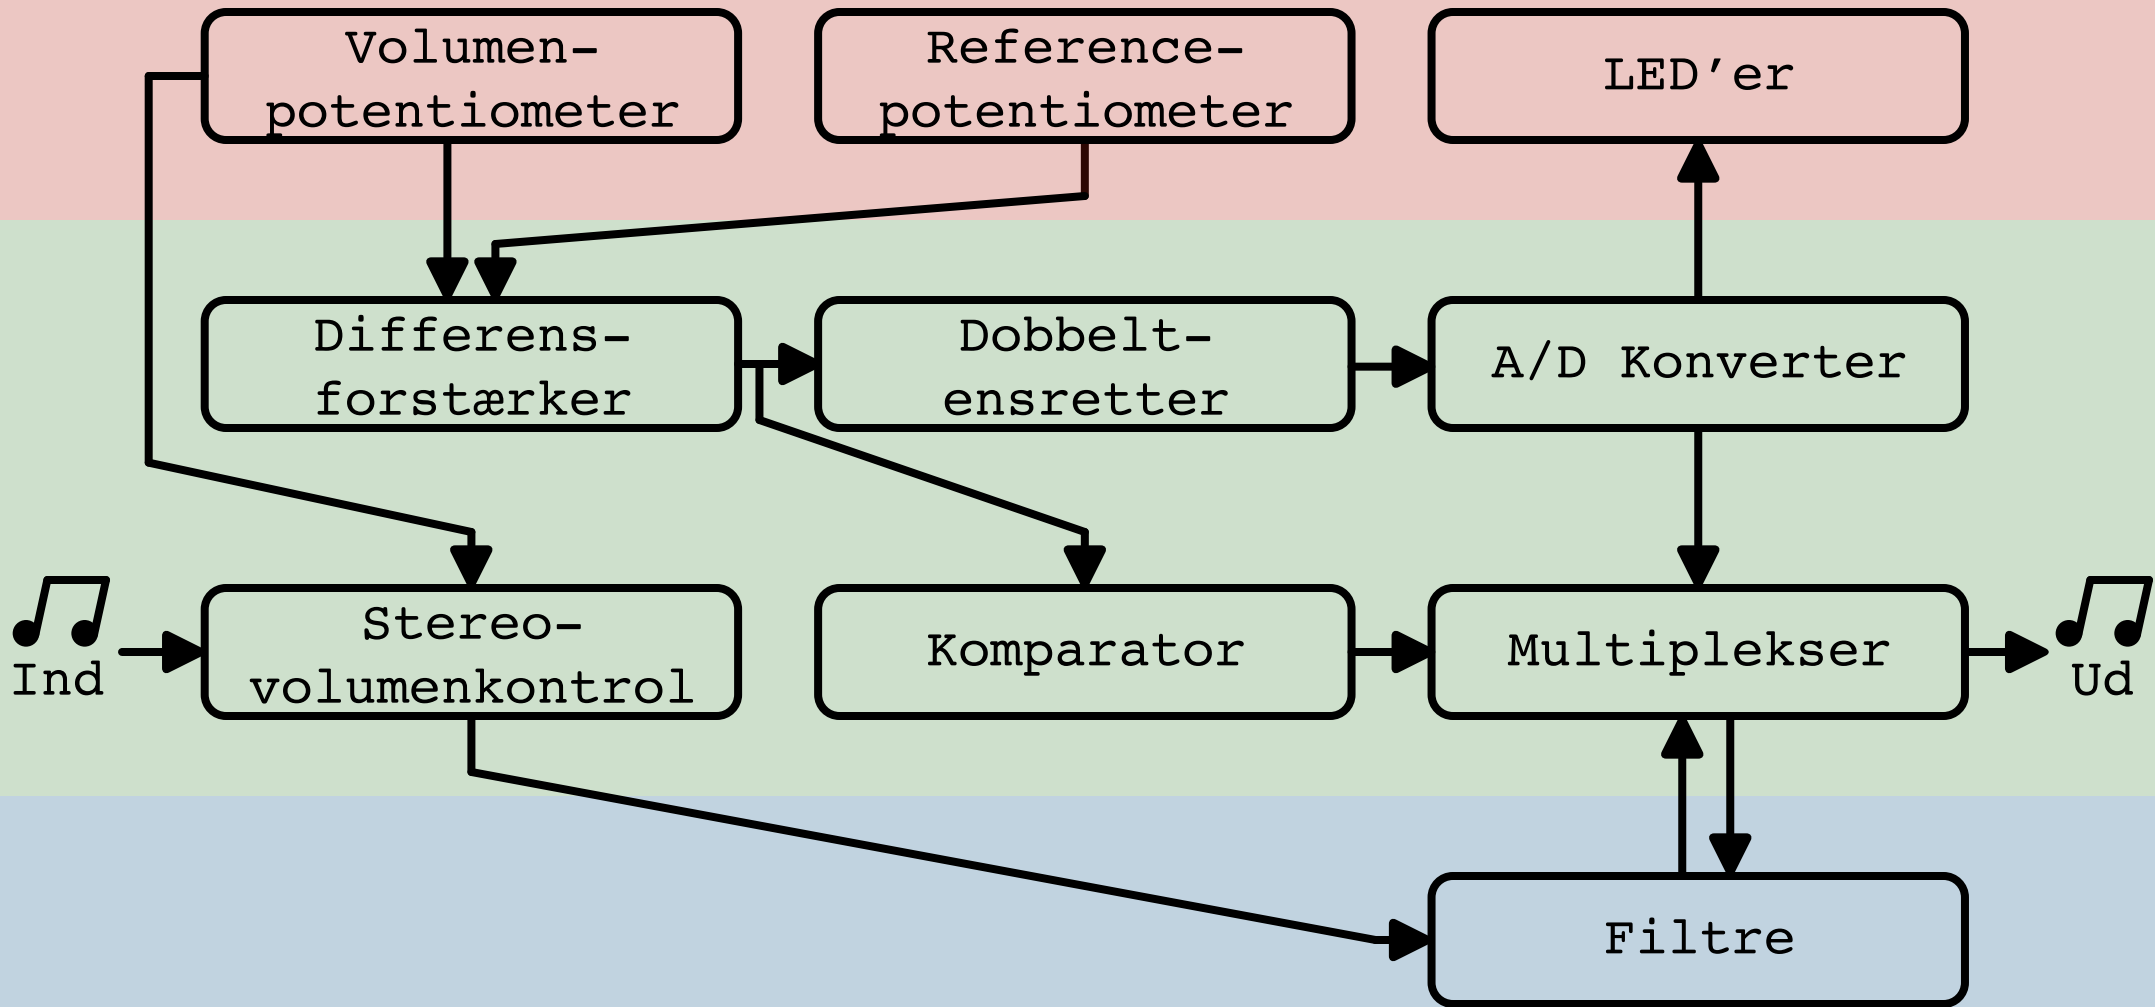 Volumen-
potentiometer
Reference-
potentiometer
LED’er
Differens-
forstærker
Dobbelt-
ensretter
A/D Konverter
Ind
Stereo-
volumenkontrol
Komparator
Multiplekser
Ud
Filtre